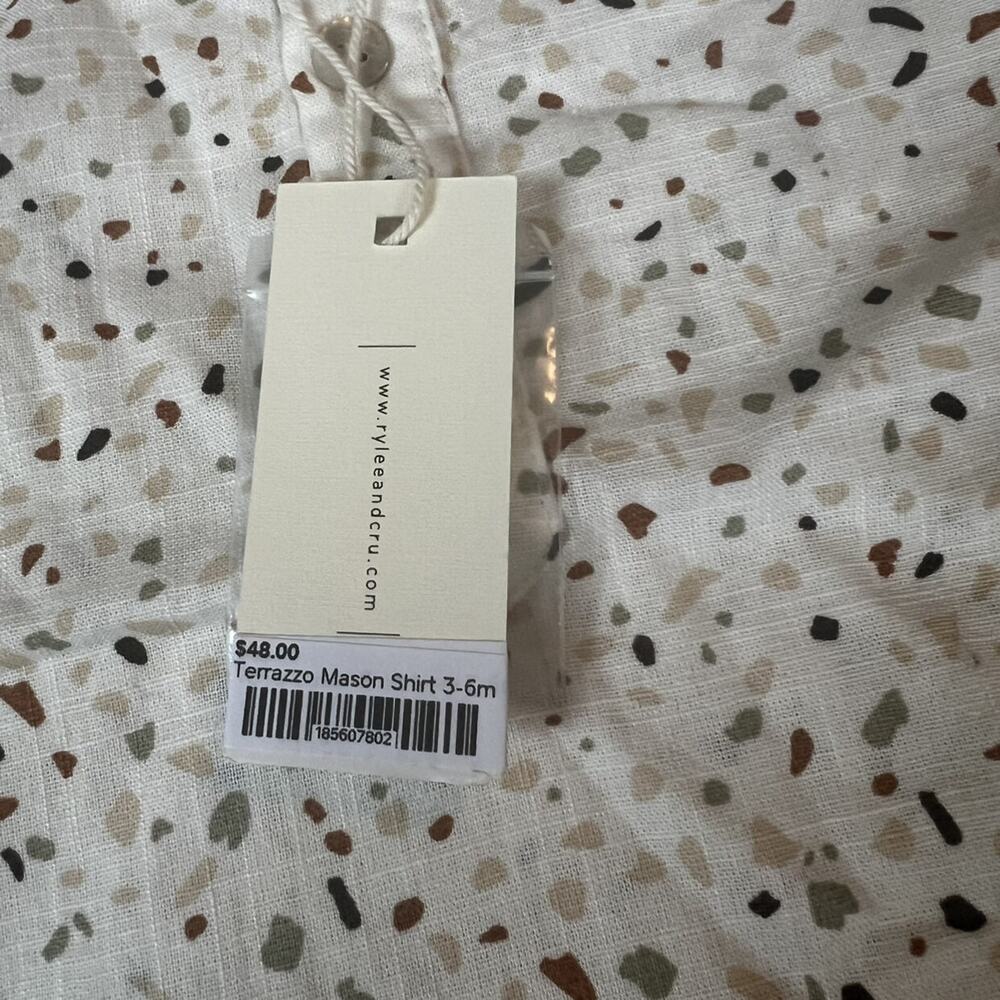 www.ryleeandcru.com
$48.00
Terrazzo Mason Shirt 3-6m
185607802